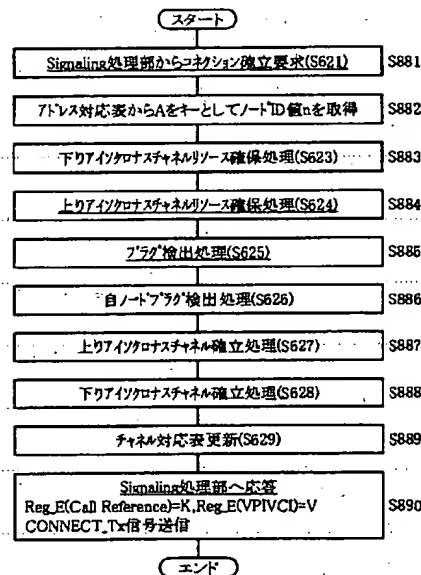 スタート
Signaling処理部からコネクション確立要求(S621) S881
アドレス対応表からAをキーとしてノードID値nを取得 S882
下りアイソクロナスチャネルリソース確保処理(S623) S883
上りアイソクロナスチャネルリソース確保処理(S624) S884
プラグ検出処理(S625) S885
自ノードプラグ検出処理(S626) S886
上りアイソクロナスチャネル確立処理(S627) S887
下りアイソクロナスチャネル確立処理(S628) S888
チャネル対応表更新(S629) S889
Signaling処理部へ応答 S890
Reg_E(Call Reference)=K,Reg_E(VPIVCI)=V
CONNECT_Tx信号送信
エンド